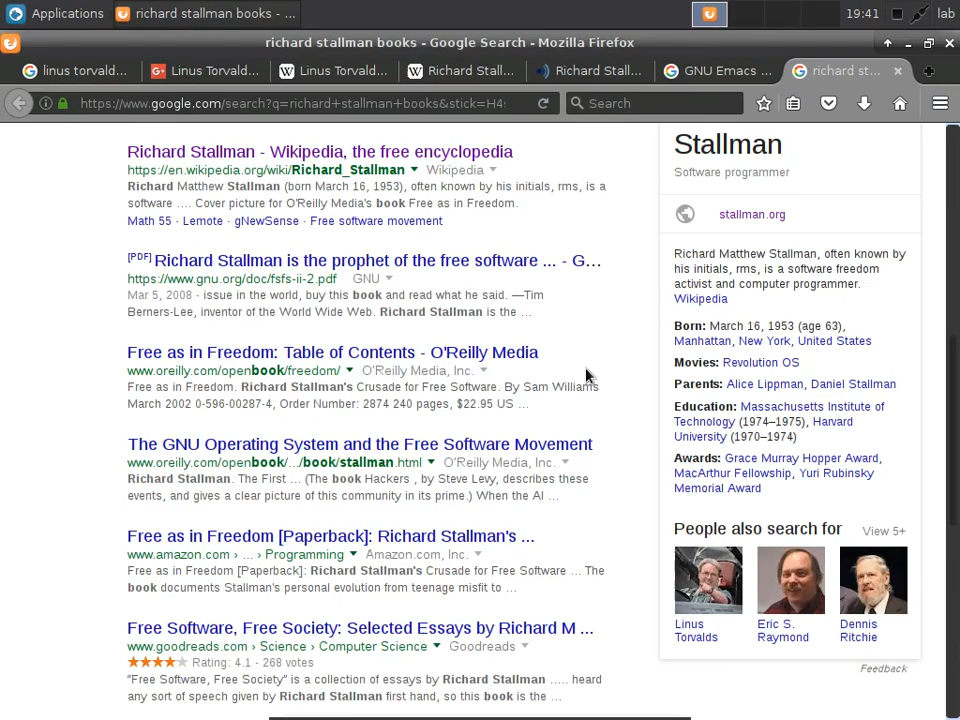 Applications
richard stallman books - ...
19:41
lab
richard stallman books - Google Search - Mozilla Firefox
linus torvald...
Linus Torvald...
Linus Torvald...
Richard Stall...
Richard Stall...
GNU Emacs ...
richard st...
https://www.google.com/search?q=richard+stallman+books&stick=H4s
Search
Richard Stallman - Wikipedia, the free encyclopedia
https://en.wikipedia.org/wiki/Richard_Stallman Wikipedia
Richard Matthew Stallman (born March 16, 1953), often known by his initials, rms, is a
software .... Cover picture for O'Reilly Media's book Free as in Freedom.
Math 55 · Lemote · gNewSense · Free software movement
[PDF] Richard Stallman is the prophet of the free software ... - G...
https://www.gnu.org/doc/fsfs-ii-2.pdf GNU
Mar 5, 2008 - issue in the world, buy this book and read what he said. —Tim
Berners-Lee, inventor of the World Wide Web. Richard Stallman is the ...
Free as in Freedom: Table of Contents - O'Reilly Media
www.oreilly.com/openbook/freedom/ O'Reilly Media, Inc.
Free as in Freedom. Richard Stallman's Crusade for Free Software. By Sam Williams
March 2002 0-596-00287-4, Order Number: 2874 240 pages, $22.95 US ...
The GNU Operating System and the Free Software Movement
www.oreilly.com/openbook/.../book/stallman.html O'Reilly Media, Inc.
Richard Stallman. The First ... (The book Hackers , by Steve Levy, describes these
events, and gives a clear picture of this community in its prime.) When the AI ...
Free as in Freedom [Paperback]: Richard Stallman's ...
www.amazon.com › ... › Programming Amazon.com, Inc.
Free as in Freedom [Paperback]: Richard Stallman's Crusade for Free Software ... The
book documents Stallman's personal evolution from teenage misfit to ...
Free Software, Free Society: Selected Essays by Richard M ...
www.goodreads.com › Science › Computer Science Goodreads
Rating: 4.1 - 268 votes
"Free Software, Free Society" is a collection of essays by Richard Stallman ..... heard
any sort of speech given by Richard Stallman first hand, so this book is the ...
Stallman
Software programmer
stallman.org
Richard Matthew Stallman, often known by
his initials, rms, is a software freedom
activist and computer programmer.
Wikipedia
Born: March 16, 1953 (age 63),
Manhattan, New York, United States
Movies: Revolution OS
Parents: Alice Lippman, Daniel Stallman
Education: Massachusetts Institute of
Technology (1974–1975), Harvard
University (1970–1974)
Awards: Grace Murray Hopper Award,
MacArthur Fellowship, Yuri Rubinsky
Memorial Award
People also search for View 5+
Linus
Torvalds
Eric S.
Raymond
Dennis
Ritchie
Feedback